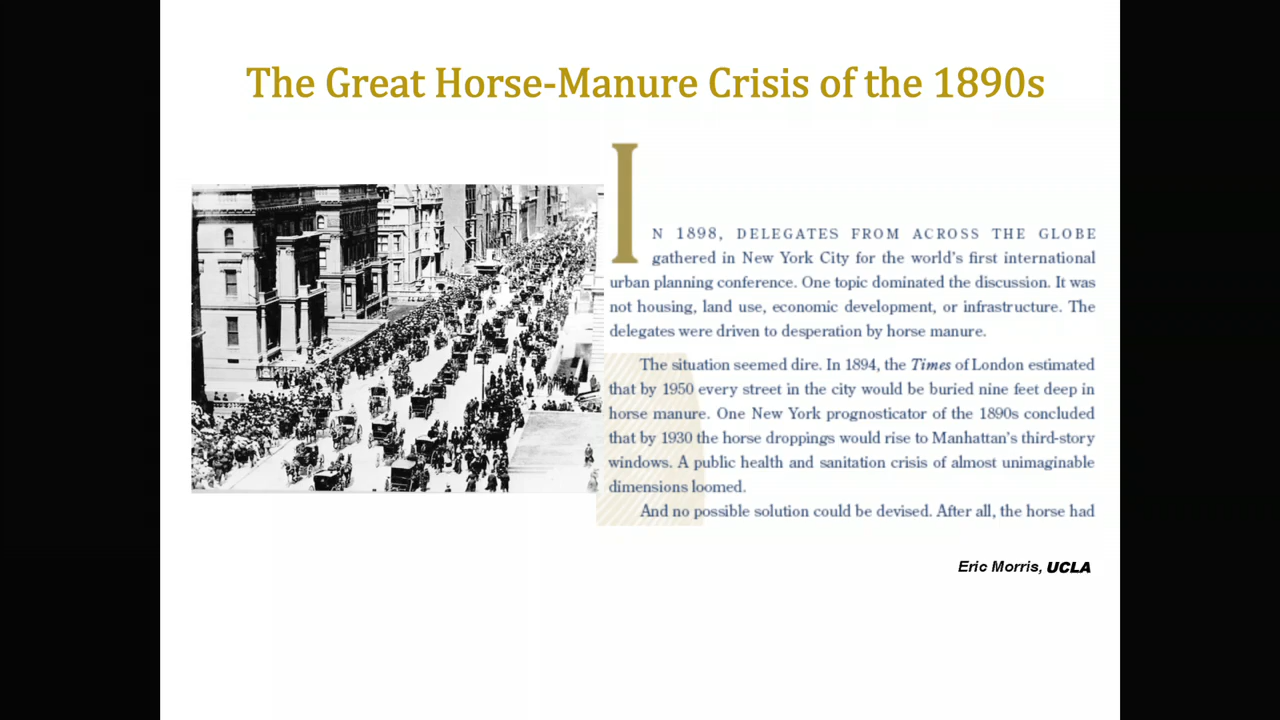 The Great Horse-Manure Crisis of the 1890s
IN 1898, DELEGATES FROM ACROSS THE GLOBE
gathered in New York City for the world's first international
urban planning conference. One topic dominated the discussion. It was
not housing, land use, economic development, or infrastructure. The
delegates were driven to desperation by horse manure.
The situation seemed dire. In 1894, the Times of London estimated
that by 1950 every street in the city would be buried nine feet deep in
horse manure. One New York prognosticator of the 1890s concluded
that by 1930 the horse droppings would rise to Manhattan's third-story
windows. A public health and sanitation crisis of almost unimaginable
dimensions loomed.
And no possible solution could be devised. After all, the horse had
Eric Morris, UCLA